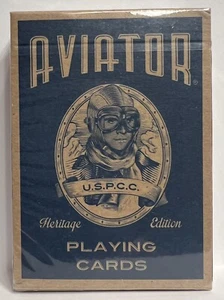 AVIATOR®
U.S.P.C.C.
Heritage Edition
PLAYING
CARDS